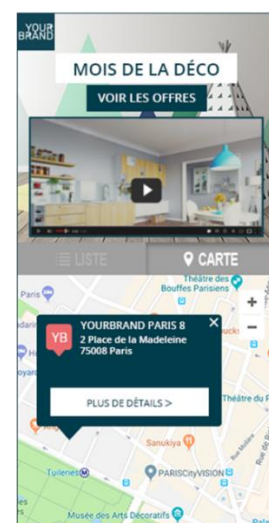 YOUR
BRAND
MOIS DE LA DÉCO
VOIR LES OFFRES
LISTE
CARTE
Théâtre des
Bouffes Parisiens
Paris
YB
YOURBRAND PARIS 8
2 Place de la Madeleine
75008 Paris
×
+
−
PLUS DE DÉTAILS >
Théâtre du
Sanukiya
Rue Molière
Tuileries
PARISCityVISION
Musée des Arts Décoratifs